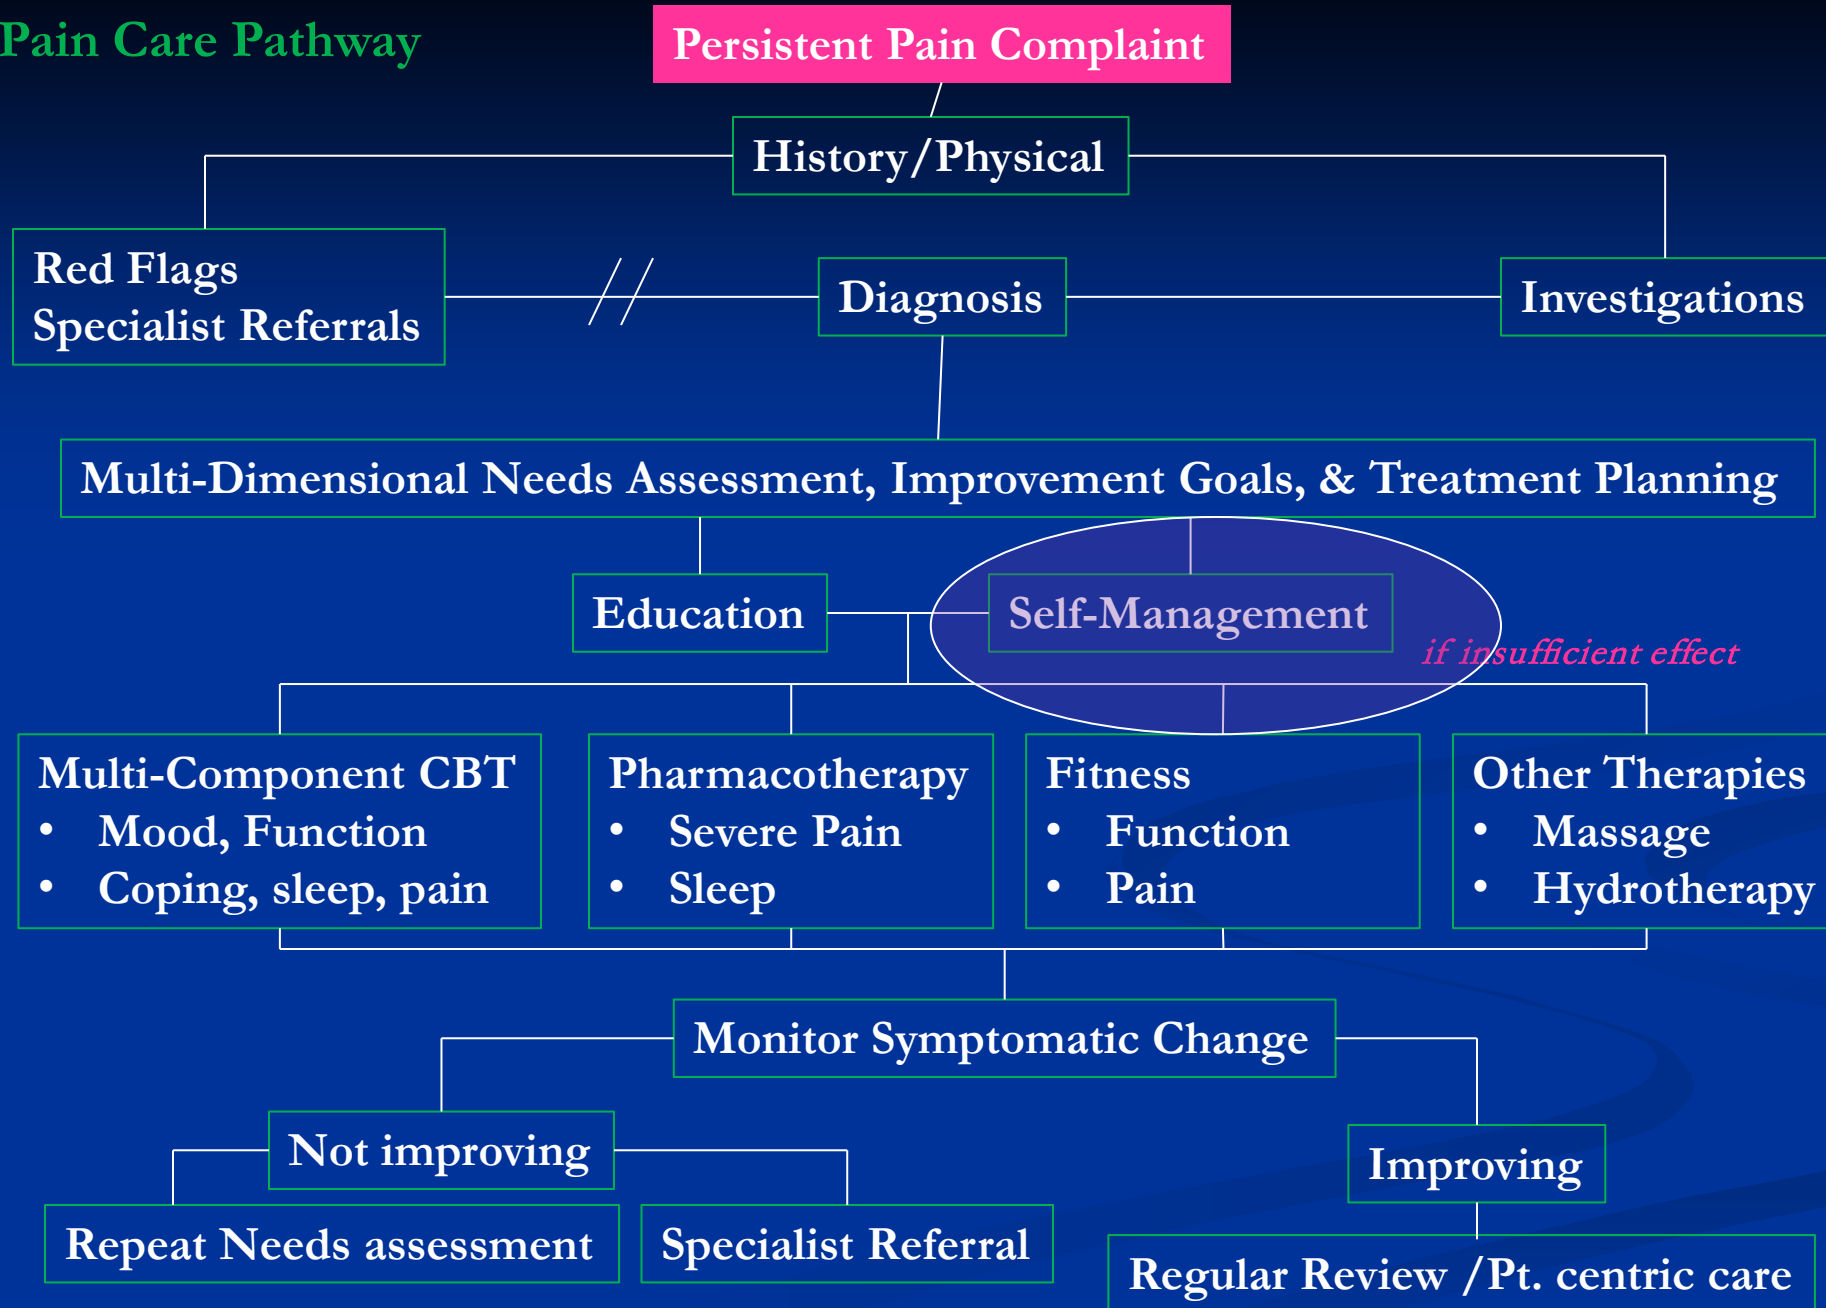 Pain Care Pathway
Persistent Pain Complaint
History/Physical
Red Flags
Specialist Referrals
Diagnosis
Investigations
Multi-Dimensional Needs Assessment, Improvement Goals, & Treatment Planning
Education
Self-Management
if insufficient effect
Multi-Component CBT
• Mood, Function
• Coping, sleep, pain
Pharmacotherapy
• Severe Pain
• Sleep
Fitness
• Function
• Pain
Other Therapies
• Massage
• Hydrotherapy
Monitor Symptomatic Change
Not improving
Improving
Repeat Needs assessment
Specialist Referral
Regular Review /Pt. centric care